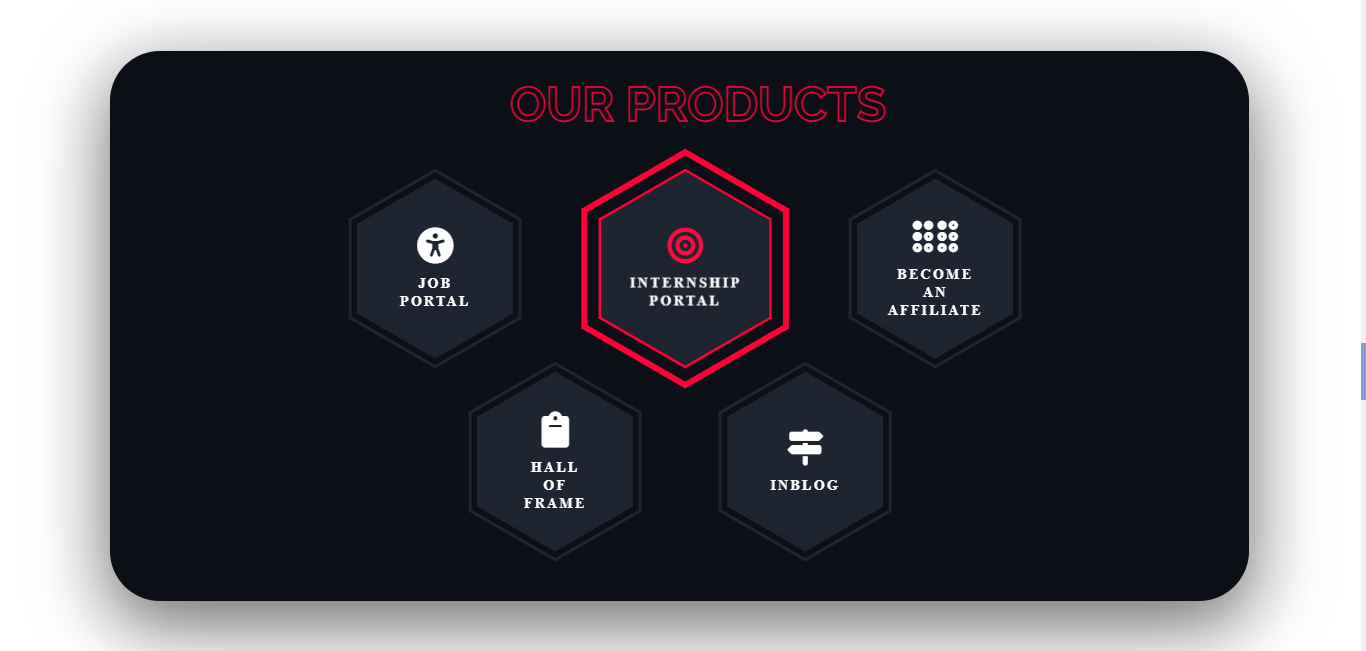 OUR PRODUCTS
JOB
PORTAL
INTERNSHIP
PORTAL
BECOME
AN
AFFILIATE
HALL
OF
FRAME
INBLOG